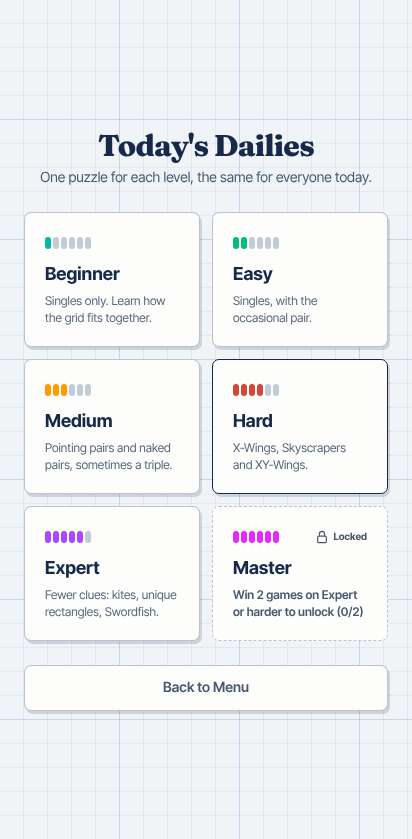 Today's Dailies
One puzzle for each level, the same for everyone today.
Beginner
Singles only. Learn how
the grid fits together.
Easy
Singles, with the
occasional pair.
Medium
Pointing pairs and naked
pairs, sometimes a triple.
Hard
X-Wings, Skyscrapers
and XY-Wings.
Expert
Fewer clues: kites, unique
rectangles, Swordfish.
Locked
Master
Win 2 games on Expert
or harder to unlock (0/2)
Back to Menu